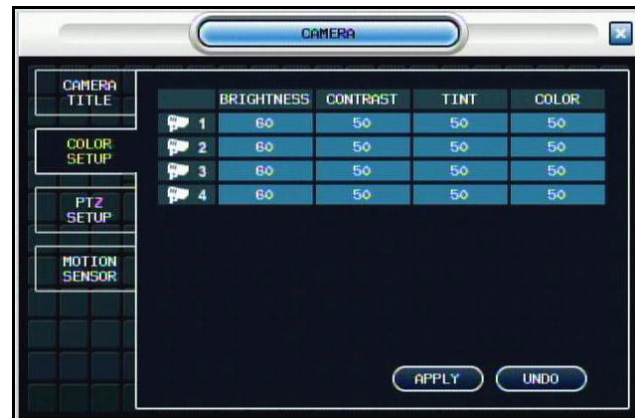 CAMERA
CAMERA
TITLE
COLOR
SETUP
PTZ
SETUP
MOTION
SENSOR
BRIGHTNESS CONTRAST TINT COLOR
1 60 50 50 50
2 60 50 50 50
3 60 50 50 50
4 60 50 50 50
APPLY UNDO